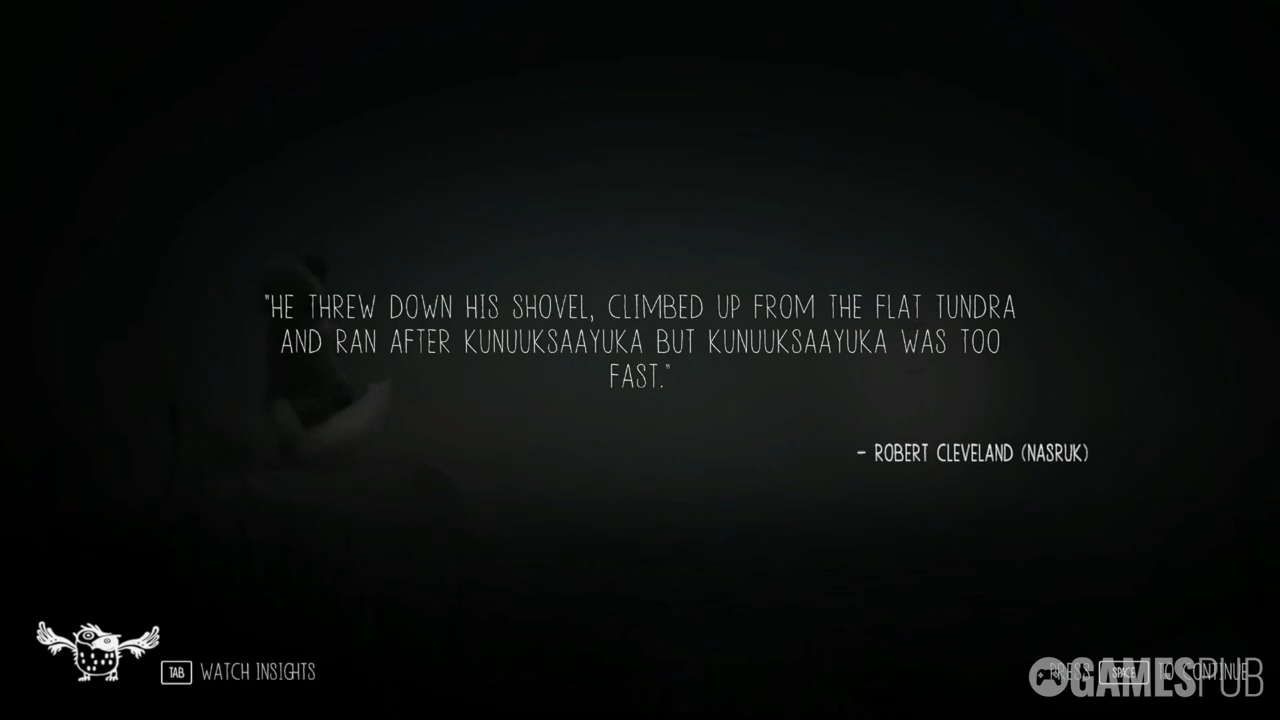 "HE THREW DOWN HIS SHOVEL, CLIMBED UP FROM THE FLAT TUNDRA
AND RAN AFTER KUNUUKSAAYUKA BUT KUNUUKSAAYUKA WAS TOO
FAST."
- ROBERT CLEVELAND (NASRUK)
TAB WATCH INSIGHTS
PRESS SPACE TO CONTINUE
GAMESPUB